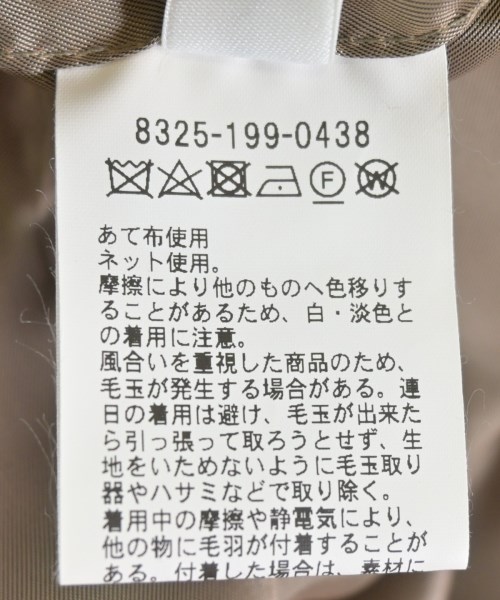 8325-199-0438
F W
あて布使用
ネット使用。
摩擦により他のものへ色移りす
ることがあるため、白・淡色と
の着用に注意。
風合いを重視した商品のため、
毛玉が発生する場合がある。連
日の着用は避け、毛玉が出来た
ら引っ張って取ろうとせず、生
地をいためないように毛玉取り
器やハサミなどで取り除く。
着用中の摩擦や静電気により、
他の物に毛羽が付着することが
ある。付着した場合は、素材に